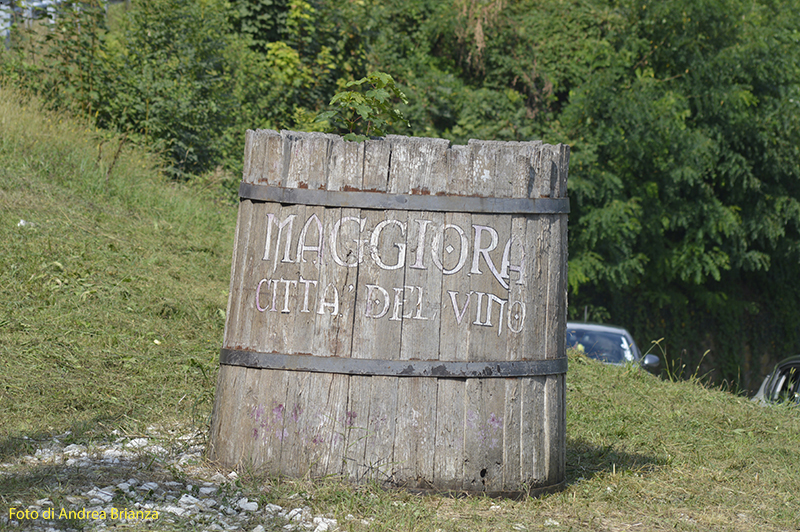 MAGGIORA
CITTA' DEL VINO
Foto di Andrea Brianza